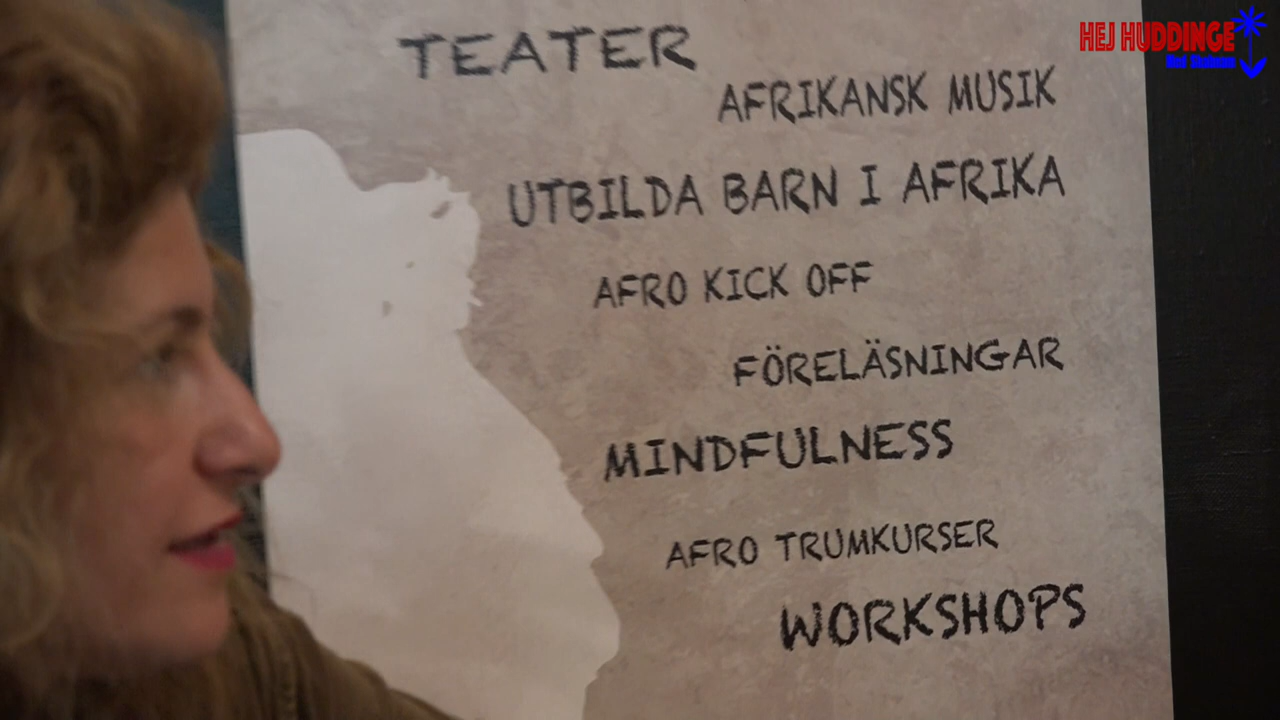 TEATER
AFRIKANSK MUSIK
UTBILDA BARN I AFRIKA
AFRO KICK OFF
FÖRELÄSNINGAR
MINDFULNESS
AFRO TRUMKURSER
WORKSHOPS
HEJ HUDDINGE